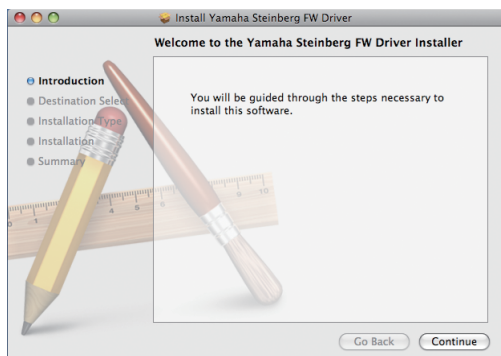 Install Yamaha Steinberg FW Driver
Welcome to the Yamaha Steinberg FW Driver Installer
Introduction
Destination Select
Installation Type
Installation
Summary
You will be guided through the steps necessary to
install this software.
Go Back
Continue